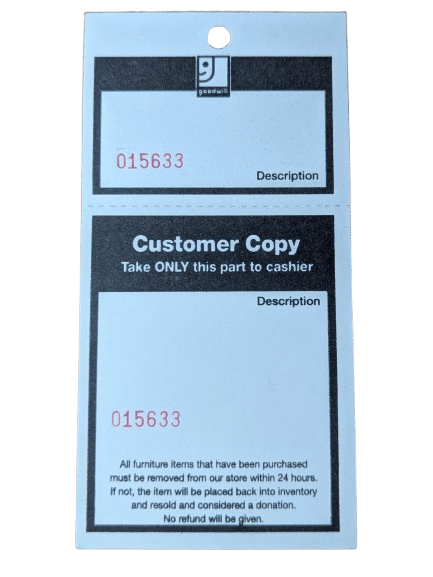 goodwill
015633
Description
Customer Copy
Take ONLY this part to cashier
Description
015633
All furniture items that have been purchased
must be removed from our store within 24 hours.
If not, the item will be placed back into inventory
and resold and considered a donation.
No refund will be given.